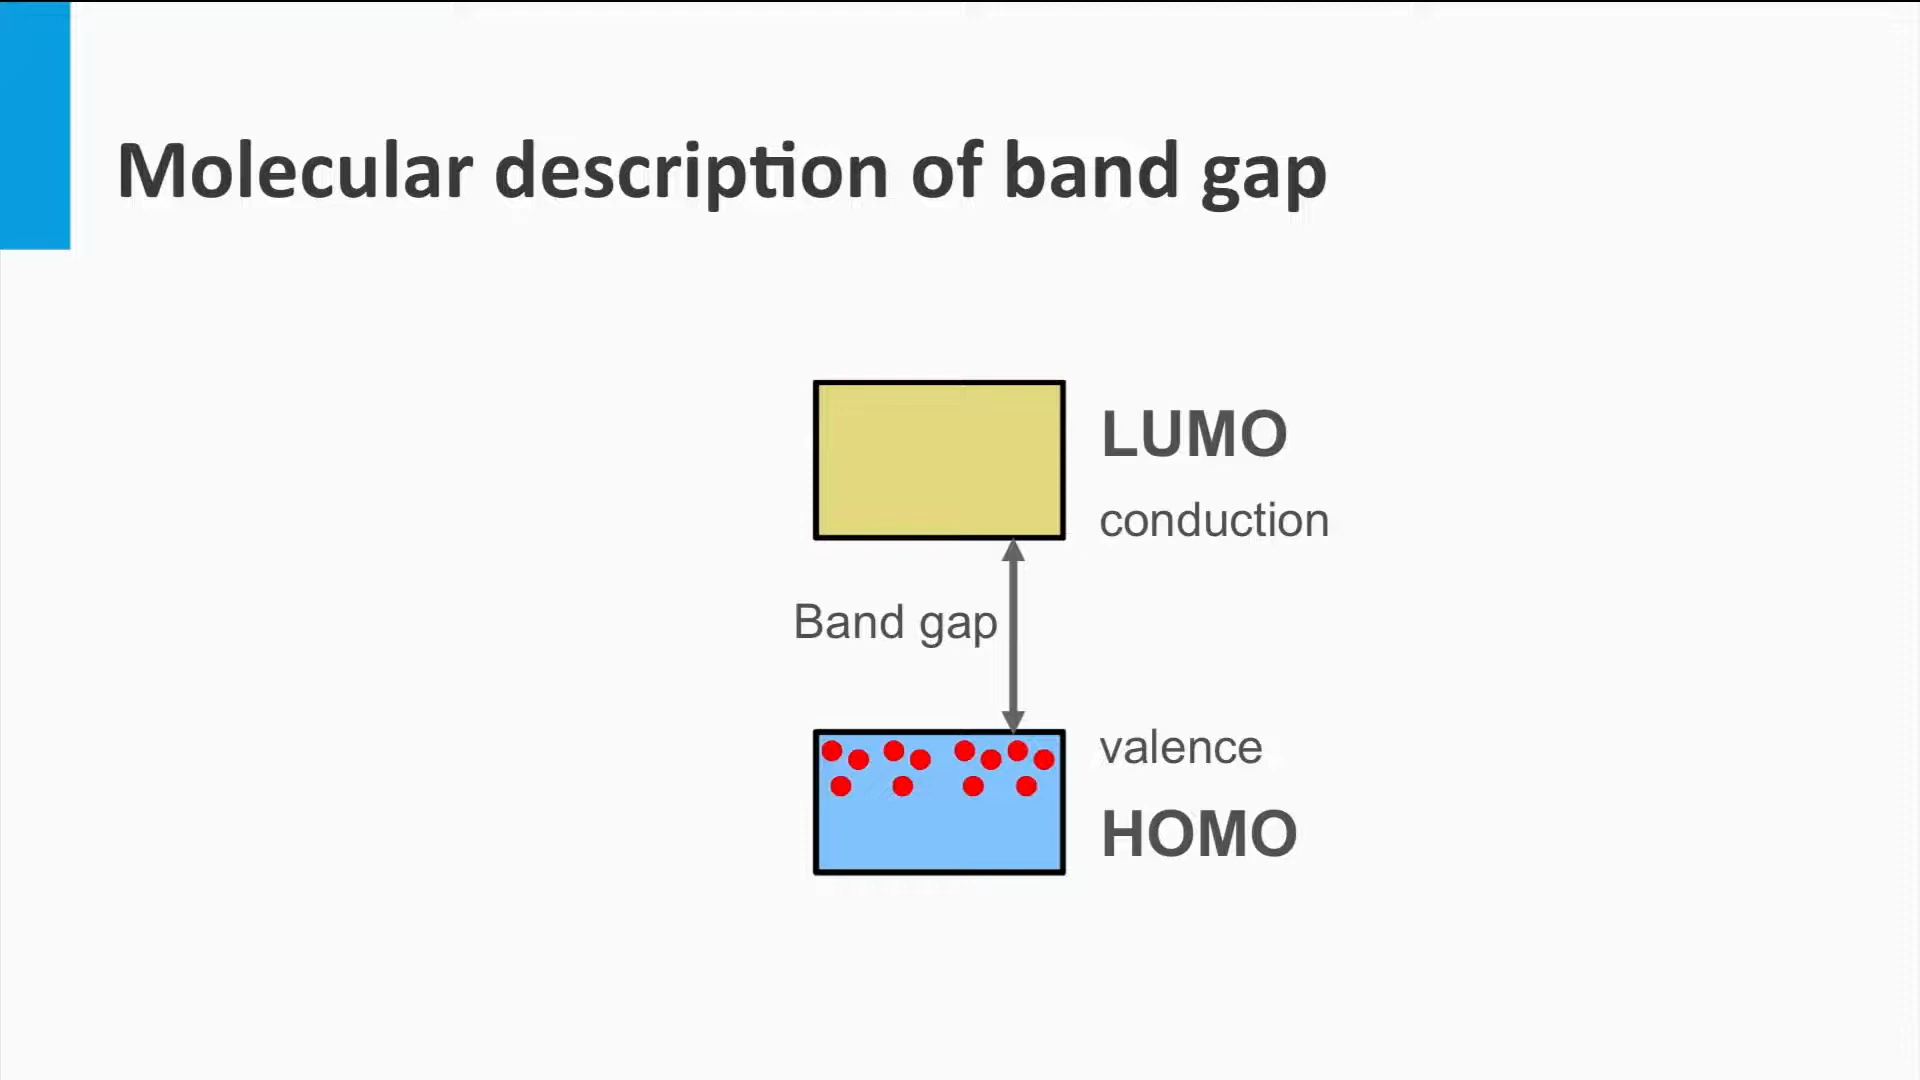 Molecular description of band gap
LUMO
conduction
Band gap
valence
HOMO